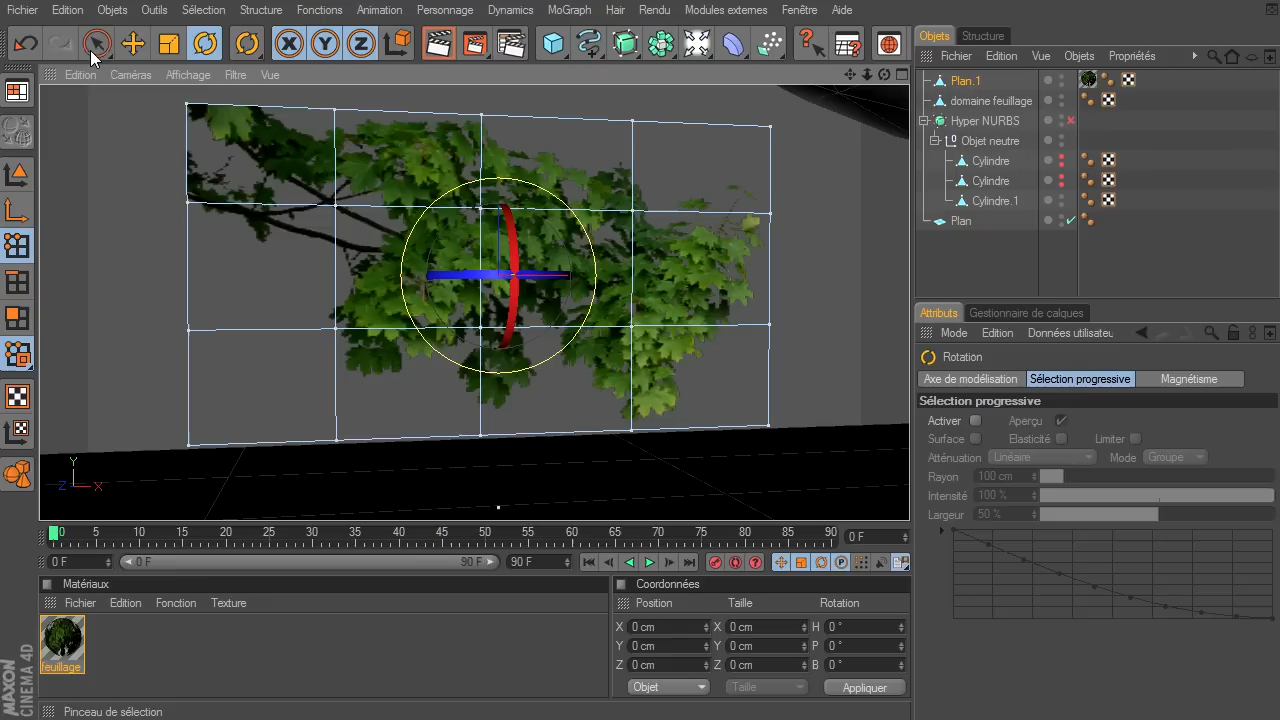 Fichier Edition Objets Outils Sélection Structure Fonctions Animation Personnage Dynamics MoGraph Hair Rendu Modules externes Fenêtre Aide
Objets Structure
Fichier Edition Vue Objets Propriétés
Edition Caméras Affichage Filtre Vue
Plan.1
domaine feuillage
Hyper NURBS
Objet neutre
Cylindre
Cylindre
Cylindre.1
Plan
Attributs Gestionnaire de calques
Mode Edition Données utilisateu
Rotation
Axe de modélisation Sélection progressive Magnétisme
Sélection progressive
Activer Aperçu
Surface Elasticité Limiter
Atténuation Linéaire Mode Groupe
Rayon 100 cm
Intensité 100 %
Largeur 50 %
Y
Z X
0 5 10 15 20 25 30 35 40 45 50 55 60 65 70 75 80 85 90 0 F
0 F 0 F 90 F 90 F
Matériaux
Fichier Edition Fonction Texture
feuillage
Coordonnées
Position Taille Rotation
X 0 cm X 0 cm H 0 °
Y 0 cm Y 0 cm P 0 °
Z 0 cm Z 0 cm B 0 °
Objet Taille Appliquer
MAXON
CINEMA 4D
Pinceau de sélection